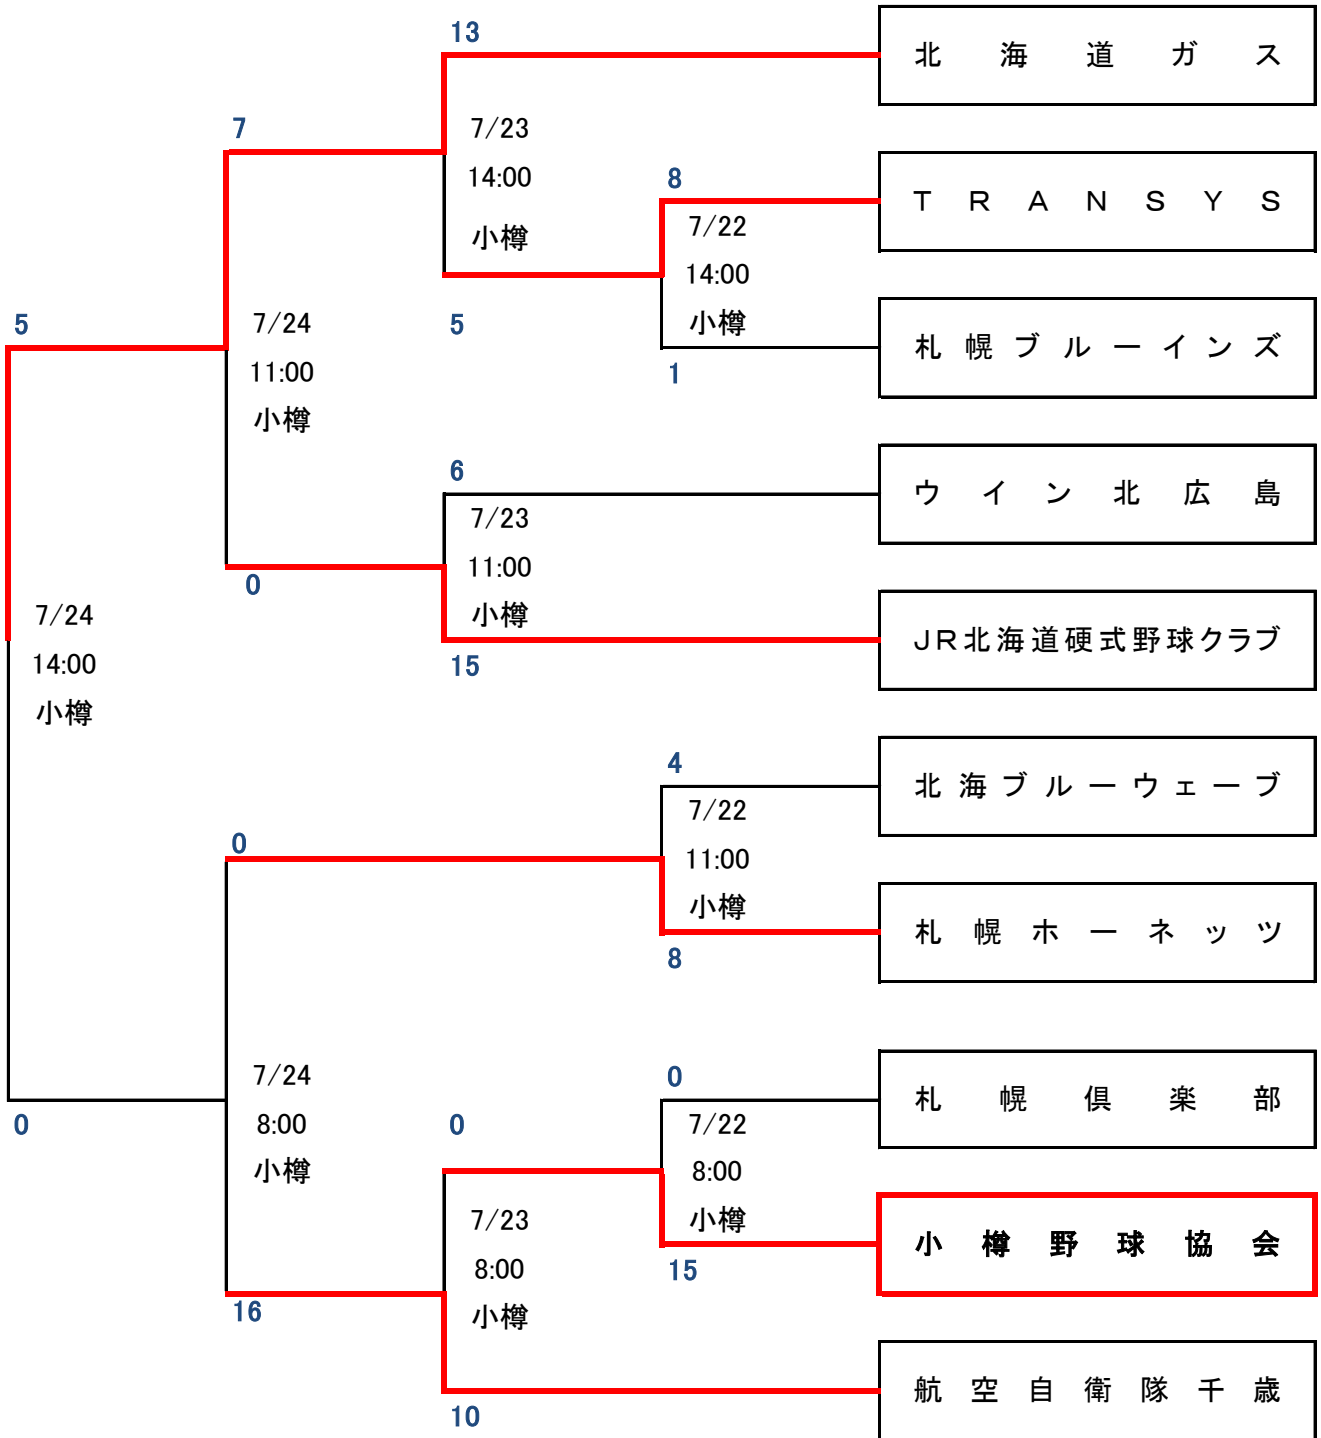 13
北海道ガス
7
7/23
14:00
小樽
8
TRANSYS
7/22
14:00
小樽
5
7/24
11:00
小樽
5
1
札幌ブルーインズ
6
ウイン北広島
7/23
11:00
小樽
0
15
JR北海道硬式野球クラブ
7/24
14:00
小樽
4
北海ブルーウェーブ
7/22
11:00
小樽
0
8
札幌ホーネッツ
7/24
8:00
小樽
0
札幌倶楽部
0
0
7/22
8:00
小樽
15
小樽野球協会
7/23
8:00
小樽
16
10
航空自衛隊千歳